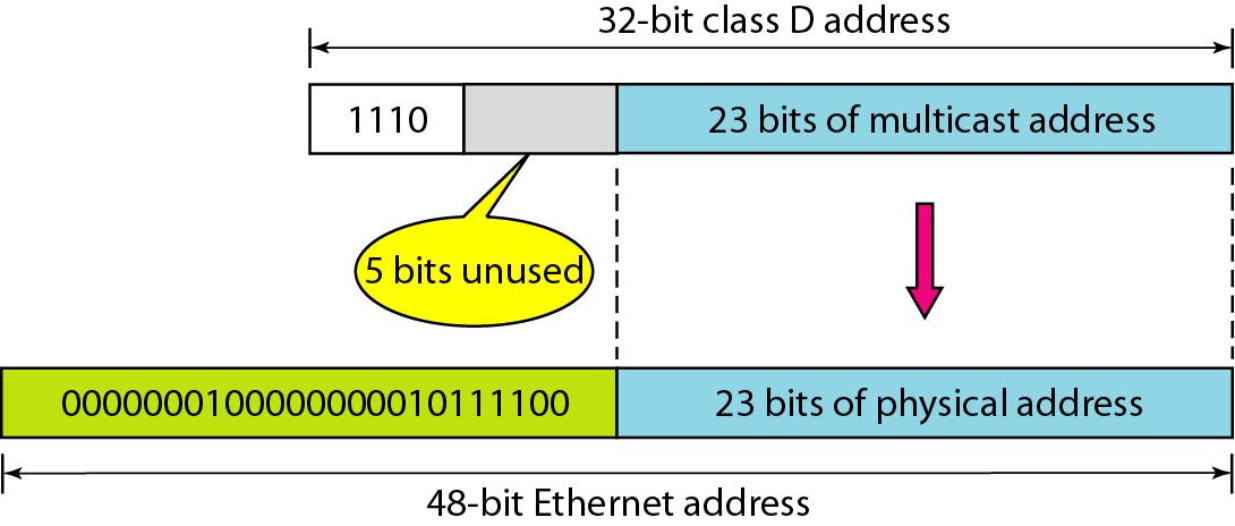 32-bit class D address
1110
23 bits of multicast address
5 bits unused
0000000100000000010111100
23 bits of physical address
48-bit Ethernet address